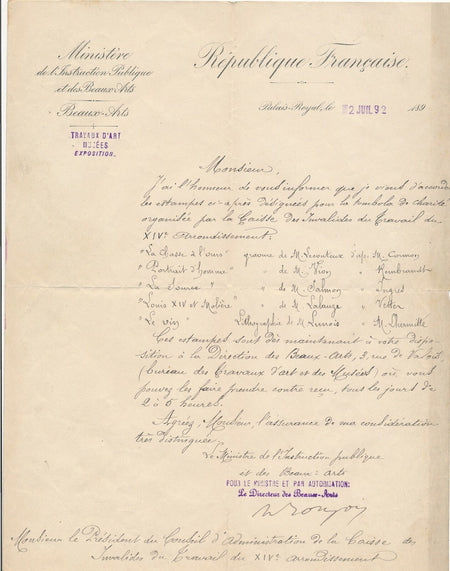 Ministère
de l'Instruction Publique
et des Beaux-Arts
Beaux-Arts
TRAVAUX D'ART
MUSÉES
EXPOSITION.
République Française.
Palais-Royal, le 2 JUIL 92 189
Monsieur,
J'ai l'honneur de vous informer que je viens d'accorder
les estampes ci-après désignées pour la tombola de charité
organisée par la Caisse des Invalides du Travail du
XIVe arrondissement:
"La Chasse à l'ours" gravure de M. Lecouteux d'ap. M. Cormon
"Portrait d'homme" " de M. Vion " Rembrandt
"La Source" " de M. Salmon " Ingres
"Louis XIV et Molière" " de M. Lalauze " Vetter
"Le vin" Lithographie de M. Lunois " M. Lhermitte
Ces estampes sont dès maintenant à votre dispo-
sition à la Direction des Beaux-Arts, 3, rue de Valois
(bureau des Travaux d'art et des Musées) où vous
pouvez les faire prendre contre reçu, tous les jours de
2 à 5 heures.
Agréez, Monsieur, l'assurance de ma considération
très distinguée
Le Ministre de l'Instruction publique
et des Beaux-Arts
POUR LE MINISTRE ET PAR AUTORISATION:
Le Directeur des Beaux-Arts
Monsieur le Président du Conseil d'Administration de la Caisse des
Invalides du Travail du XIVe arrondissement